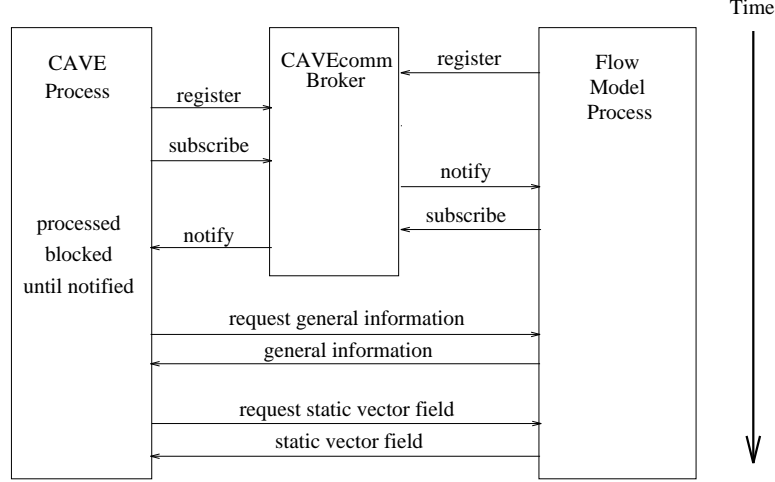 Time
CAVE
Process
CAVEcomm
Broker
Flow
Model
Process
register
register
subscribe
notify
subscribe
notify
processed
blocked
until notified
request general information
general information
request static vector field
static vector field